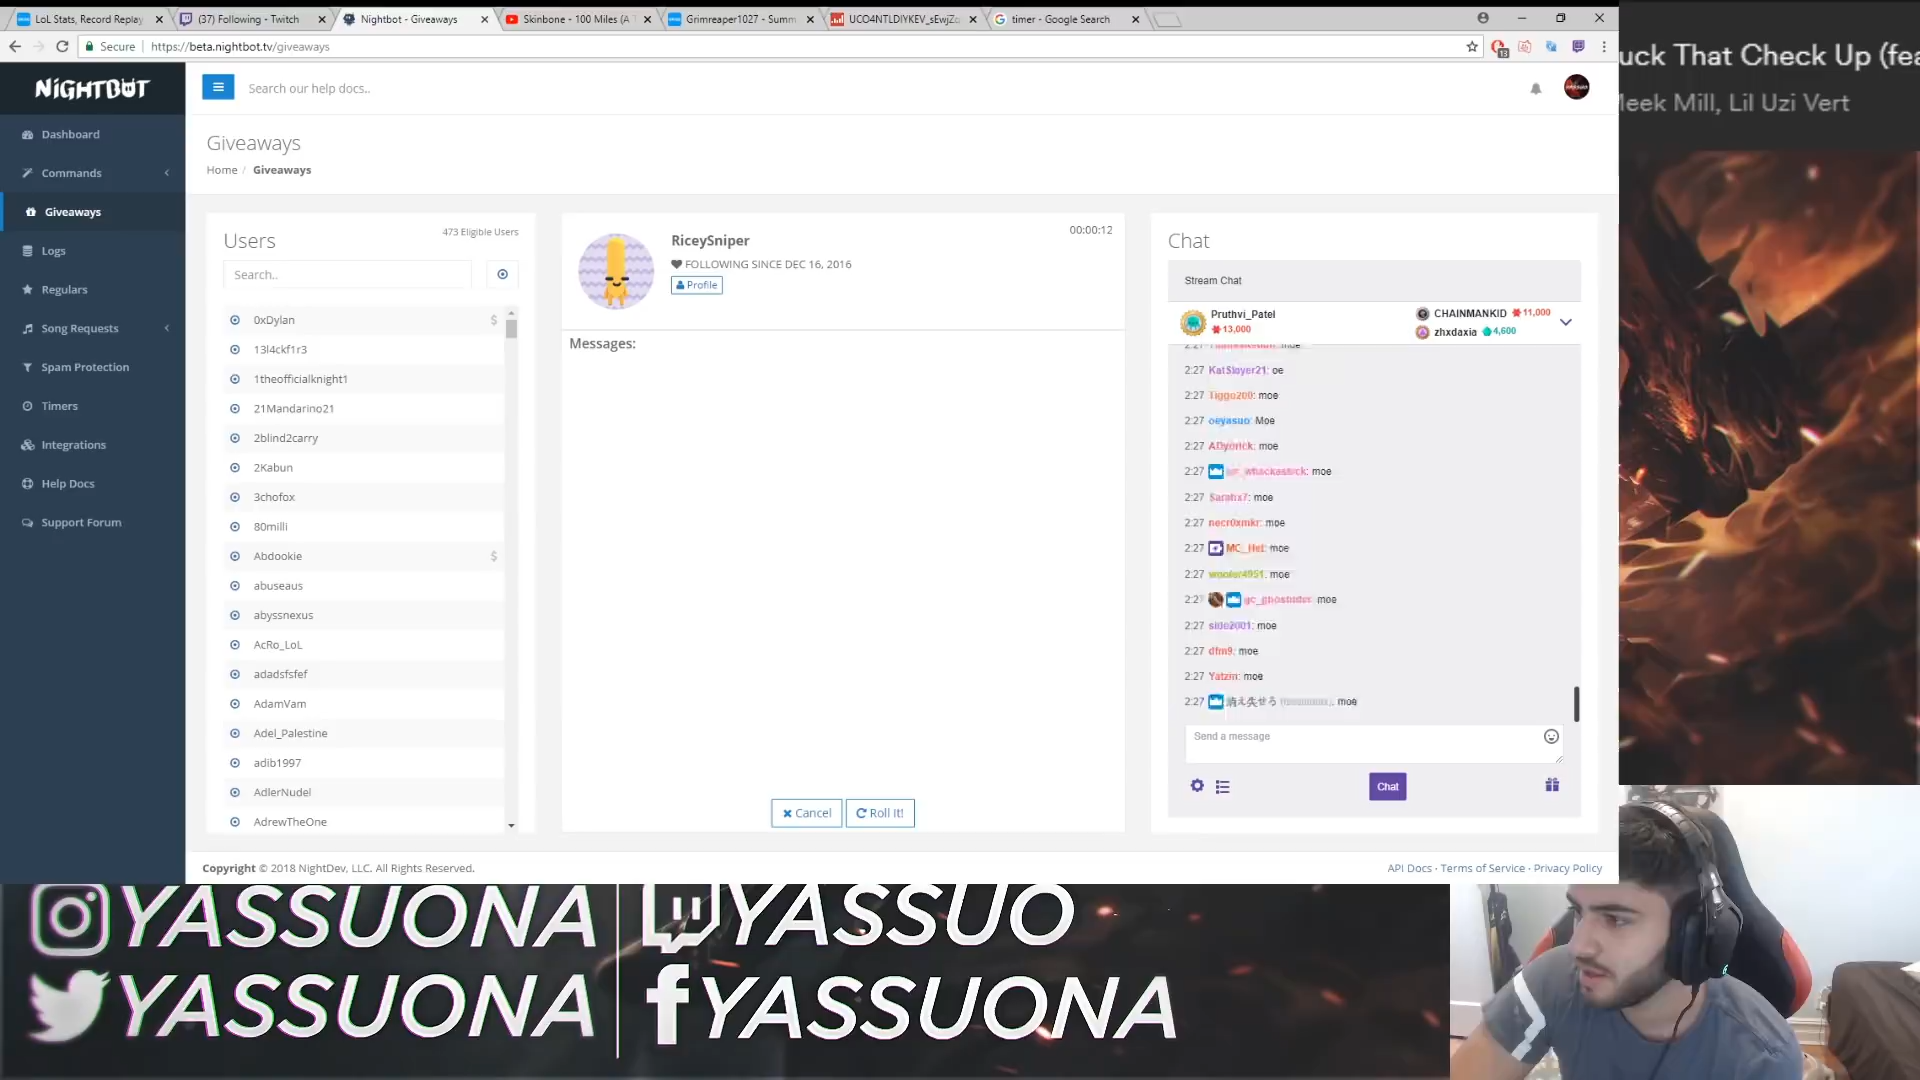 LoL Stats, Record Replay
(37) Following - Twitch
Nightbot - Giveaways
Skinbone - 100 Miles (A
Grimreaper1027 - Summ
timer - Google Search
Secure
https://beta.nightbot.tv/giveaways
13
NIGHTBOT
Search our help docs..
uck That Check Up (fea
Meek Mill, Lil Uzi Vert
Dashboard
Commands
Giveaways
Logs
Regulars
Song Requests
Spam Protection
Timers
Integrations
Help Docs
Support Forum
Giveaways
Home / Giveaways
Users
473 Eligible Users
Search..
0xDylan $
13l4ckf1r3
1theofficialknight1
21Mandarino21
2blind2carry
2Kabun
3chofox
80milli
Abdookie $
abuseaus
abyssnexus
AcRo_LoL
adadsfsfef
AdamVam
Adel_Palestine
adib1997
AdlerNudel
AdrewTheOne
RiceySniper
00:00:12
FOLLOWING SINCE DEC 16, 2016
Profile
Messages:
Cancel
Roll It!
Chat
Stream Chat
Pruthvi_Patel
13,000
CHAINMANKID 11,000
zhxdaxia 4,600
2:27 KatSlayer21: oe
2:27 Tiggo200: moe
2:27 oeyasuo: Moe
2:27 moe
2:27 moe
2:27 Sarahx7: moe
2:27 necr0xmkr: moe
2:27 MC_Hel: moe
2:27 moe
2:27 moe
2:27 moe
2:27 dfm9: moe
2:27 Yatzin: moe
2:27 消え失せろ moe
Send a message
Chat
Copyright © 2018 NightDev, LLC. All Rights Reserved.
API Docs · Terms of Service · Privacy Policy
YASSUONA
YASSUO
YASSUONA
YASSUONA